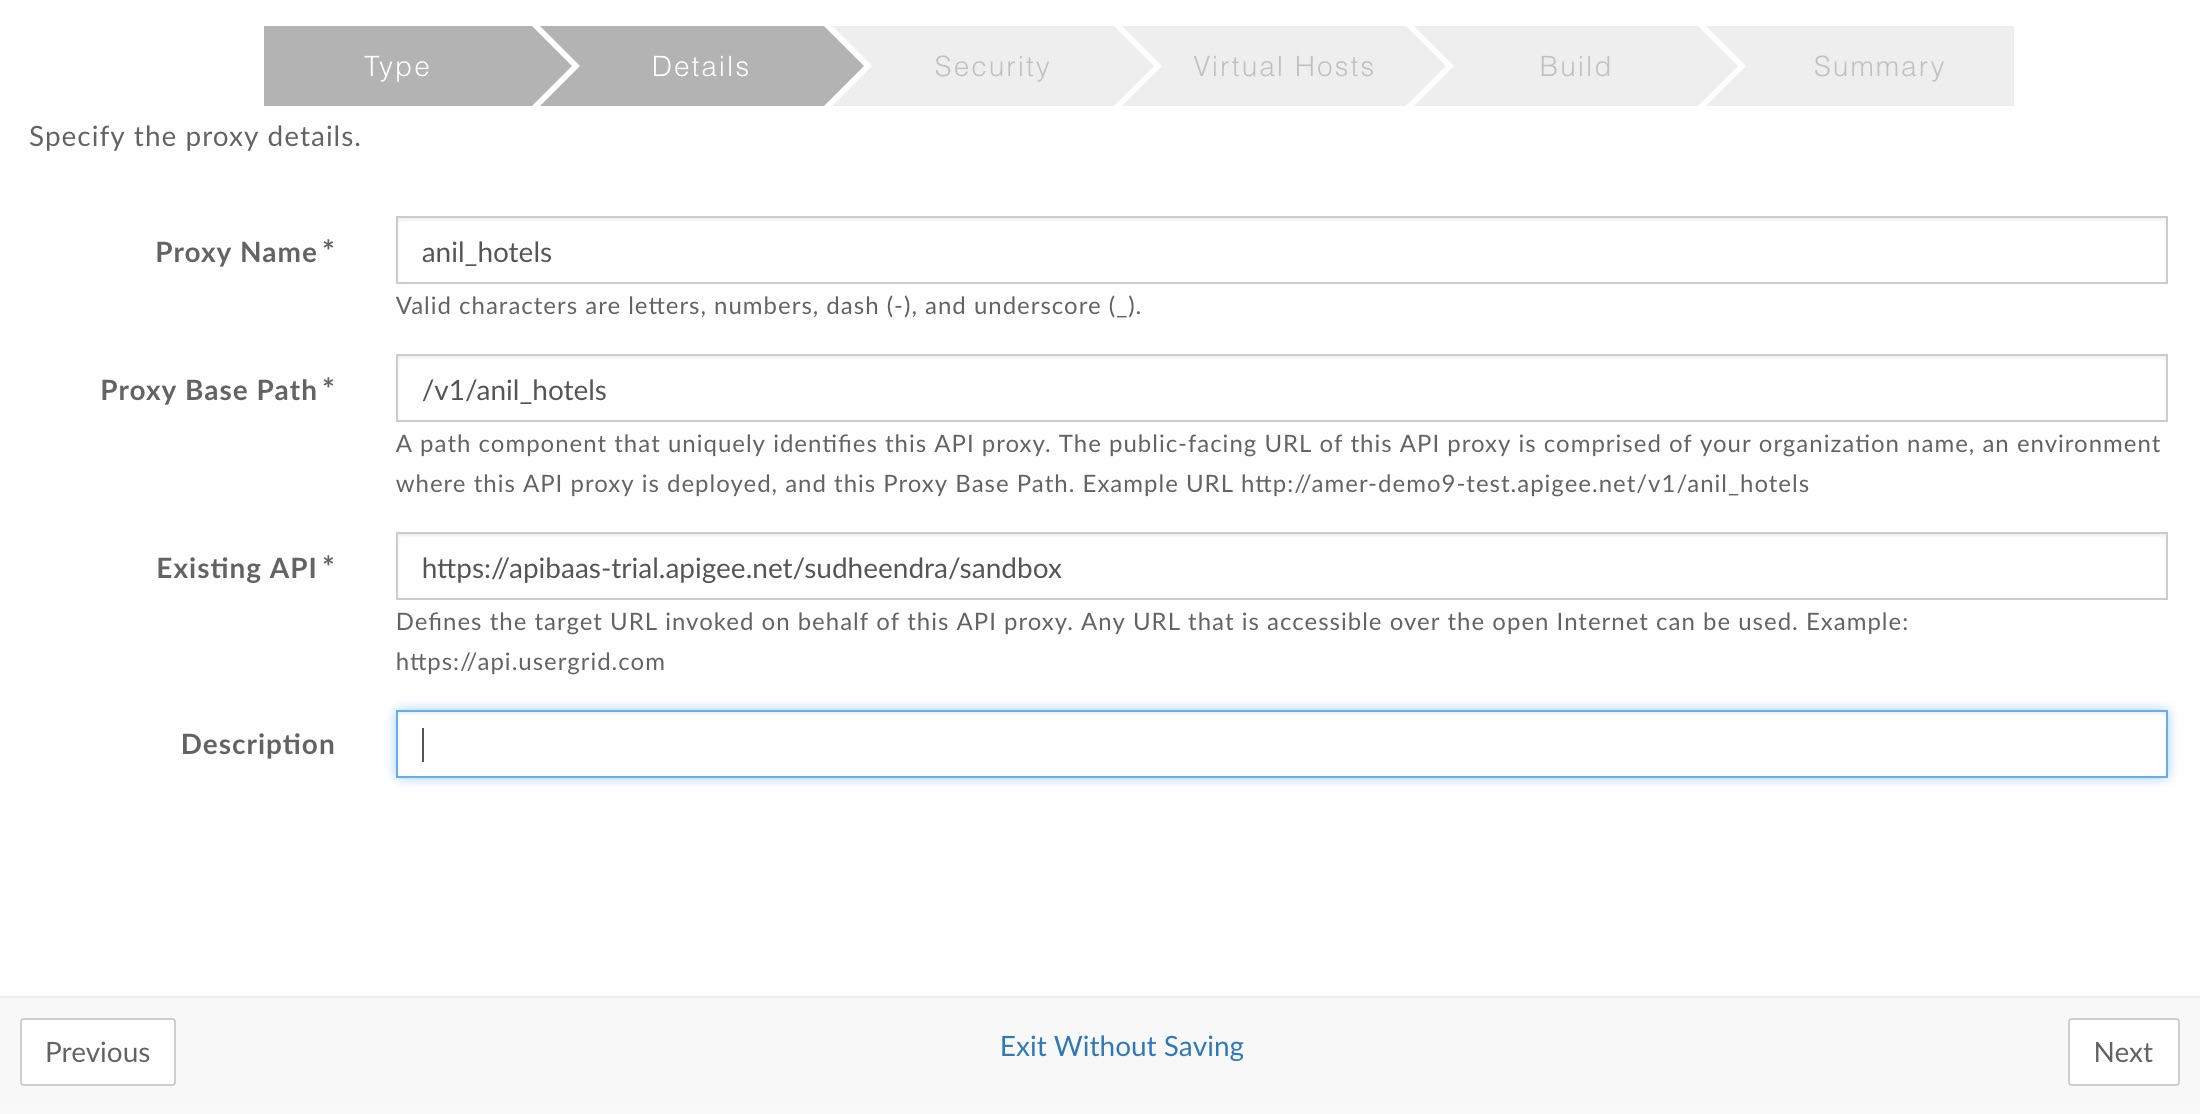 Type Details Security Virtual Hosts Build Summary
Specify the proxy details.
Proxy Name * anil_hotels
Valid characters are letters, numbers, dash (-), and underscore (_).
Proxy Base Path * /v1/anil_hotels
A path component that uniquely identifies this API proxy. The public-facing URL of this API proxy is comprised of your organization name, an environment
where this API proxy is deployed, and this Proxy Base Path. Example URL http://amer-demo9-test.apigee.net/v1/anil_hotels
Existing API * https://apibaas-trial.apigee.net/sudheendra/sandbox
Defines the target URL invoked on behalf of this API proxy. Any URL that is accessible over the open Internet can be used. Example:
https://api.usergrid.com
Description
Previous Exit Without Saving Next